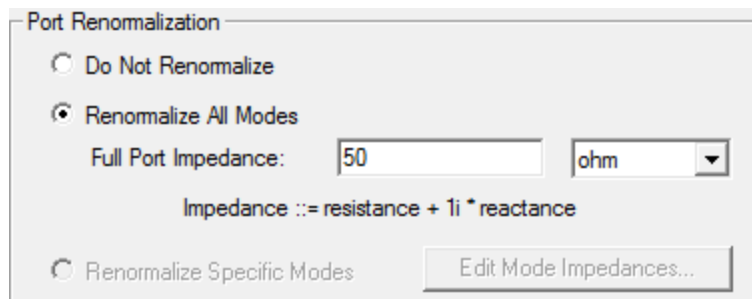 Port Renormalization
Do Not Renormalize
Renormalize All Modes
Full Port Impedance: 50 ohm
Impedance ::= resistance + 1i * reactance
Renormalize Specific Modes Edit Mode Impedances...